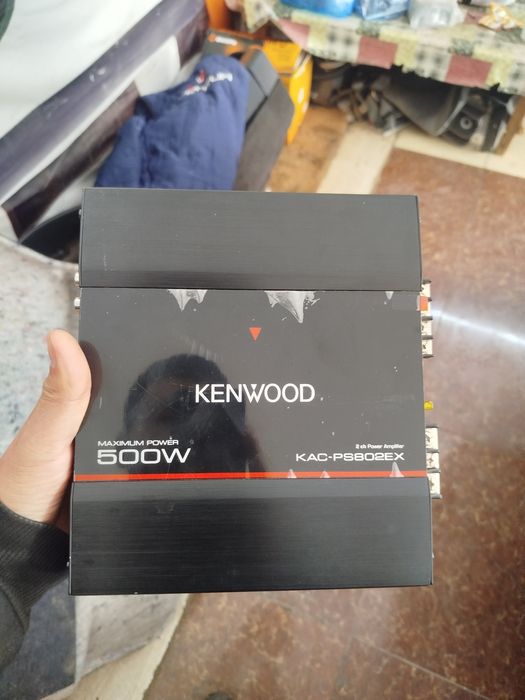 KENWOOD
MAXIMUM POWER
500W
2 ch Power Amplifier
KAC-PS802EX